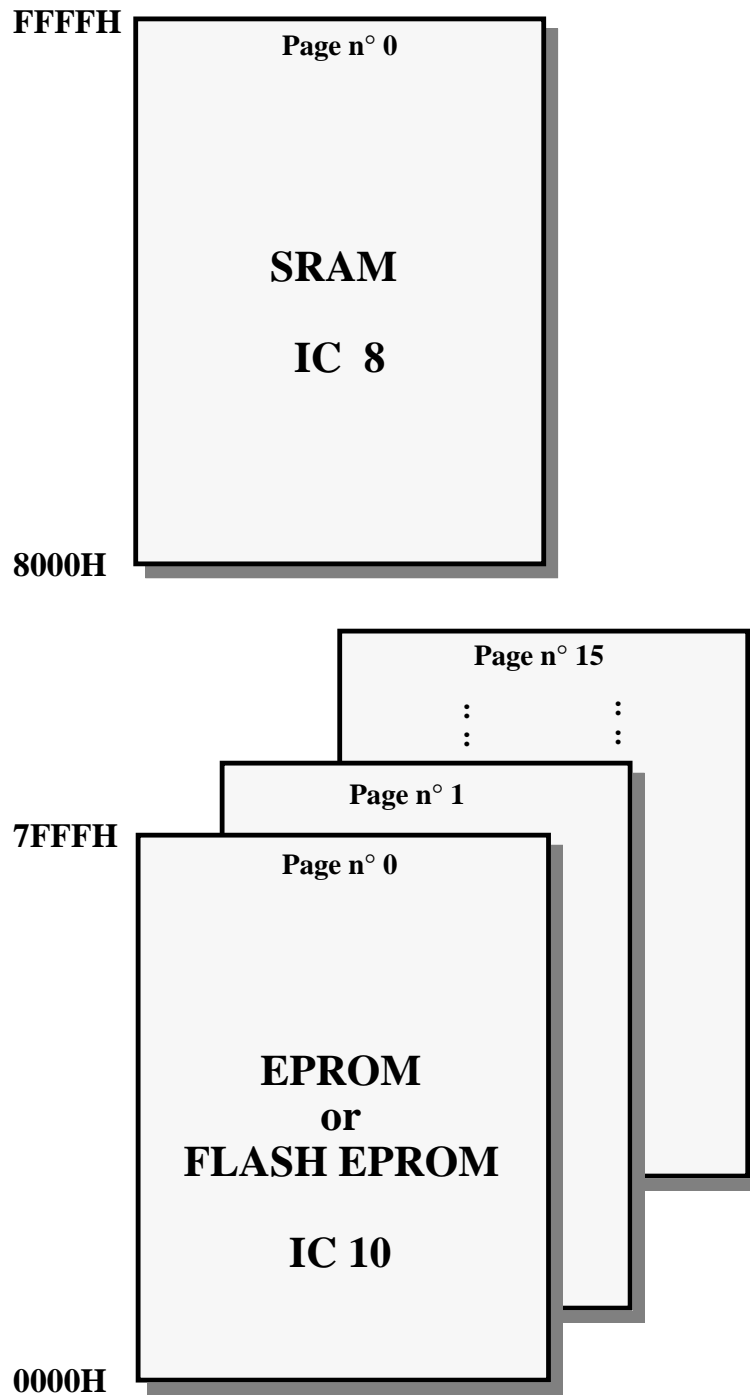 FFFFH
Page n° 0
SRAM
IC 8
8000H
Page n° 15
: :
: :
Page n° 1
7FFFH
Page n° 0
EPROM
or
FLASH EPROM
IC 10
0000H